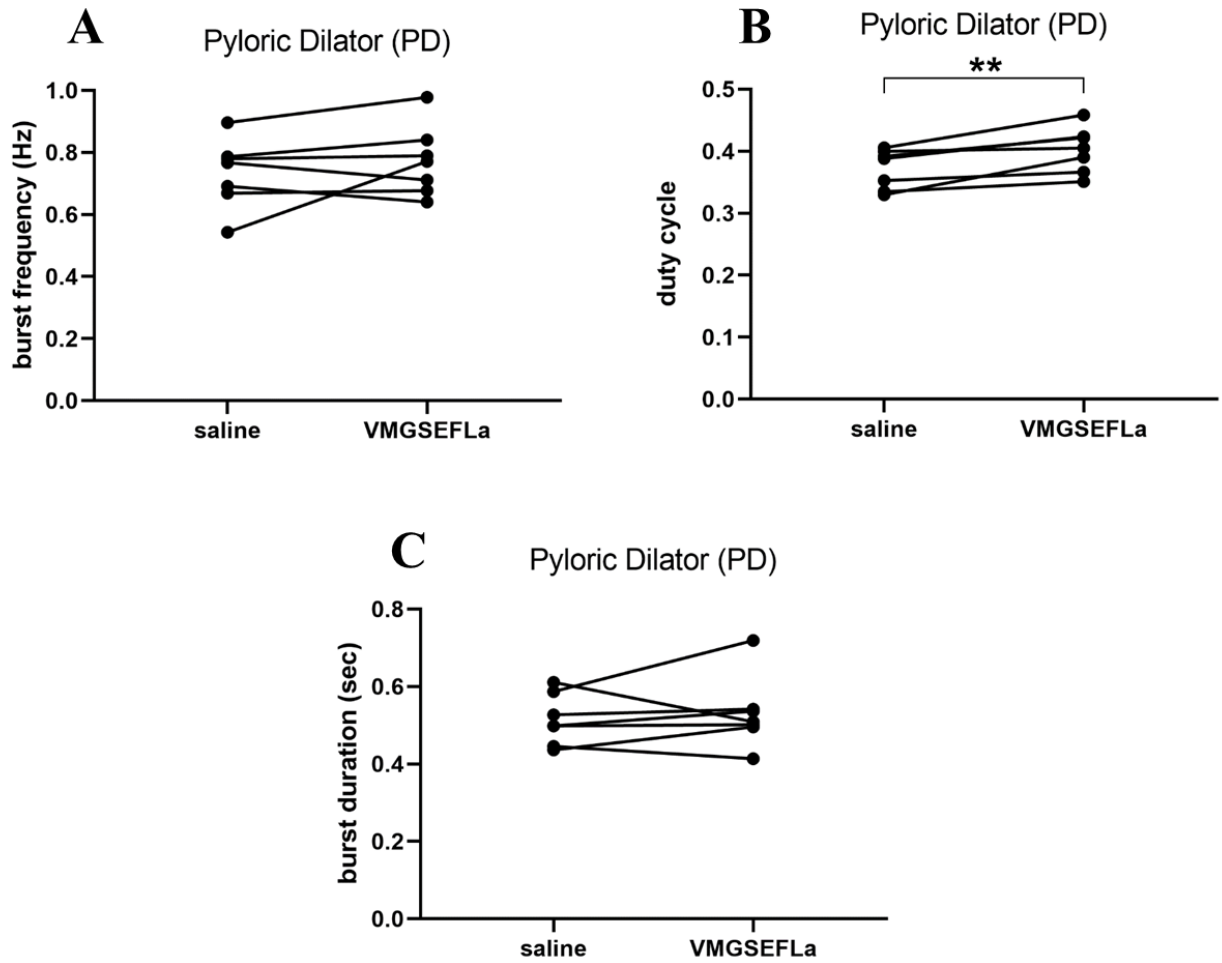 A
Pyloric Dilator (PD)
burst frequency (Hz)
1.0
0.8
0.6
0.4
0.2
0.0
saline VMGSEFLa
B
Pyloric Dilator (PD)
**
duty cycle
0.5
0.4
0.3
0.2
0.1
0.0
saline VMGSEFLa
C
Pyloric Dilator (PD)
burst duration (sec)
0.8
0.6
0.4
0.2
0.0
saline VMGSEFLa